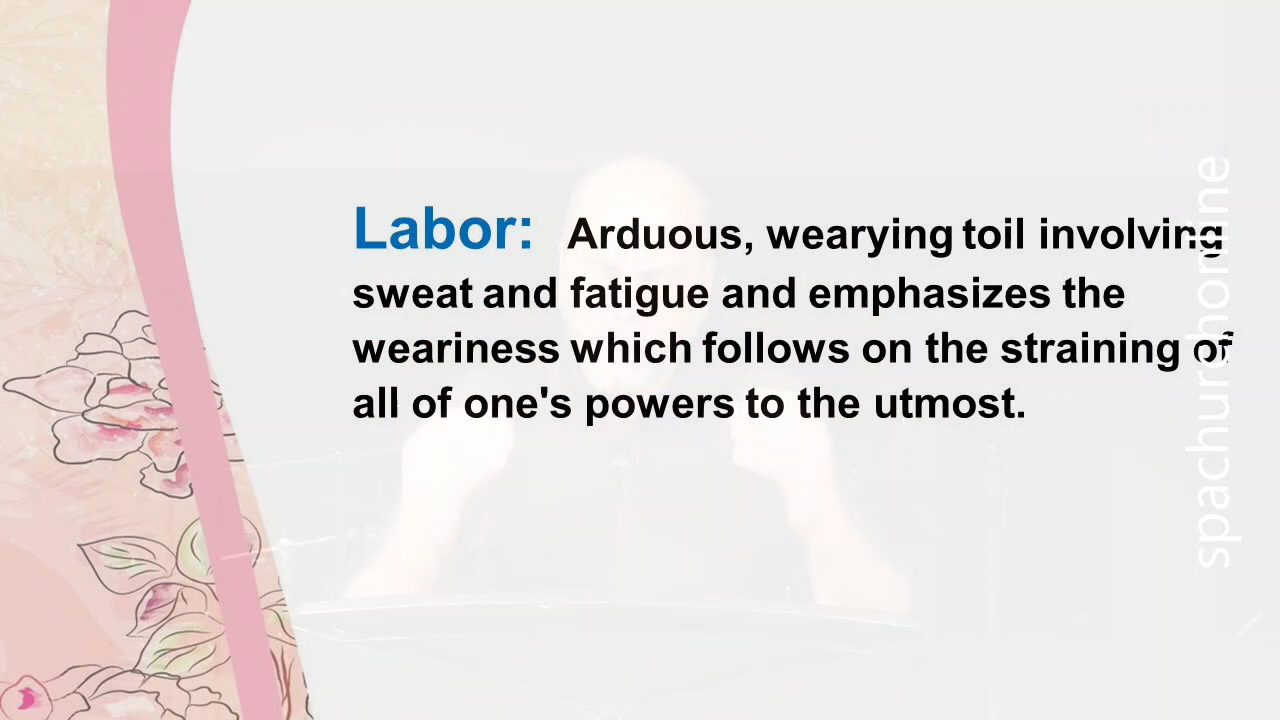 Labor: Arduous, wearying toil involving
sweat and fatigue and emphasizes the
weariness which follows on the straining of
all of one's powers to the utmost.
spachurchonline